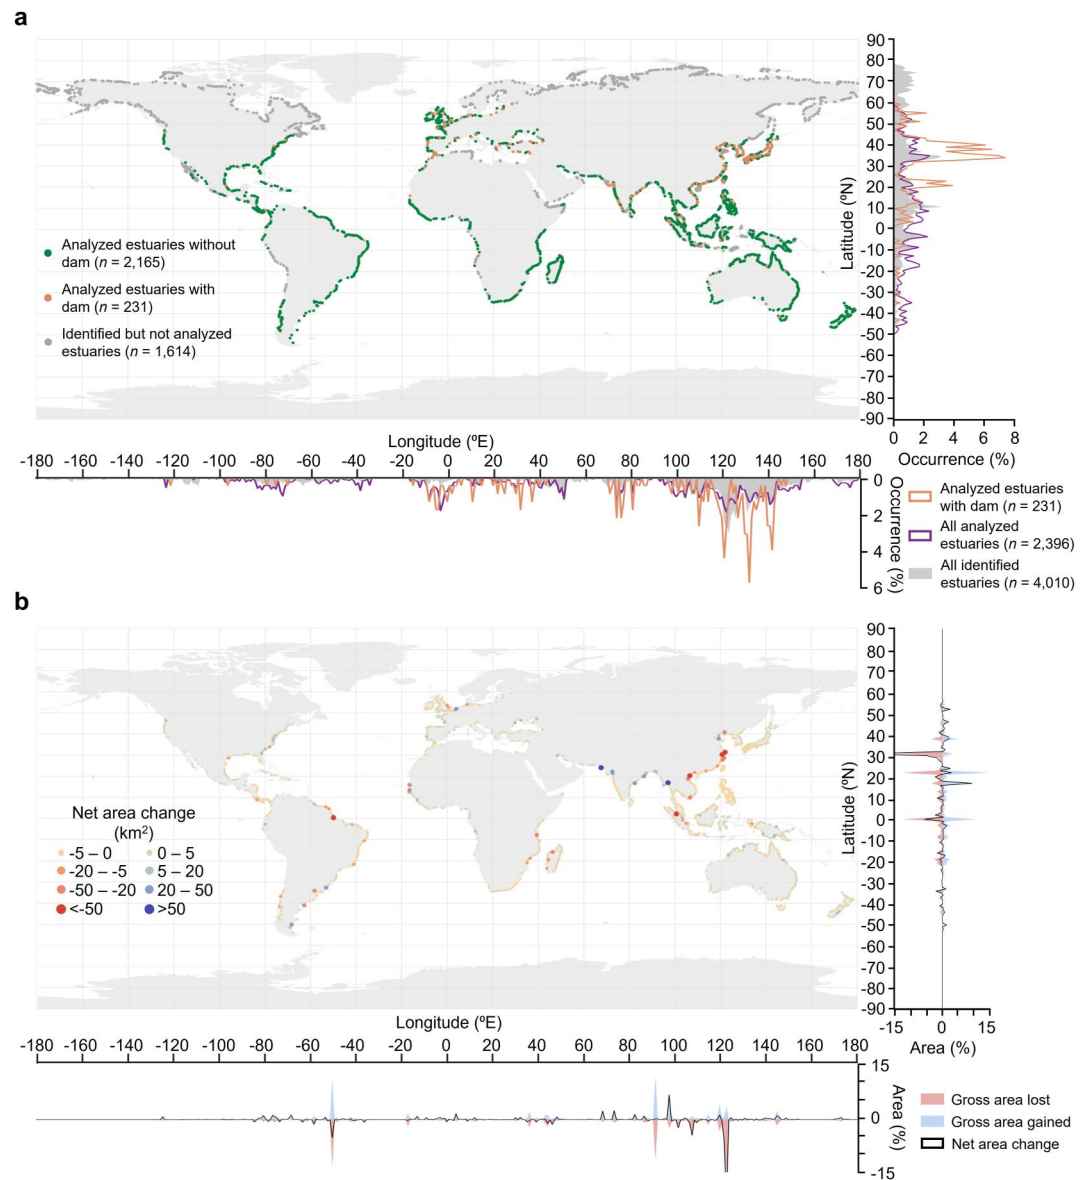 a
90
80
70
60
50
40
30
20
10
0
-10
-20
-30
-40
-50
-60
-70
-80
-90
Latitude (ºN)
Analyzed estuaries without
dam (n = 2,165)
Analyzed estuaries with
dam (n = 231)
Identified but not analyzed
estuaries (n = 1,614)
0 2 4 6 8
Occurrence (%)
Longitude (ºE)
-180 -160 -140 -120 -100 -80 -60 -40 -20 0 20 40 60 80 100 120 140 160 180
0
2
4
6
Occurrence (%)
Analyzed estuaries
with dam (n = 231)
All analyzed
estuaries (n = 2,396)
All identified
estuaries (n = 4,010)
b
90
80
70
60
50
40
30
20
10
0
-10
-20
-30
-40
-50
-60
-70
-80
-90
Latitude (ºN)
Net area change
(km²)
-5 – 0 0 – 5
-20 – -5 5 – 20
-50 – -20 20 – 50
<-50 >50
-15 0 15
Area (%)
Longitude (ºE)
-180 -160 -140 -120 -100 -80 -60 -40 -20 0 20 40 60 80 100 120 140 160 180
15
0
-15
Area (%)
Gross area lost
Gross area gained
Net area change